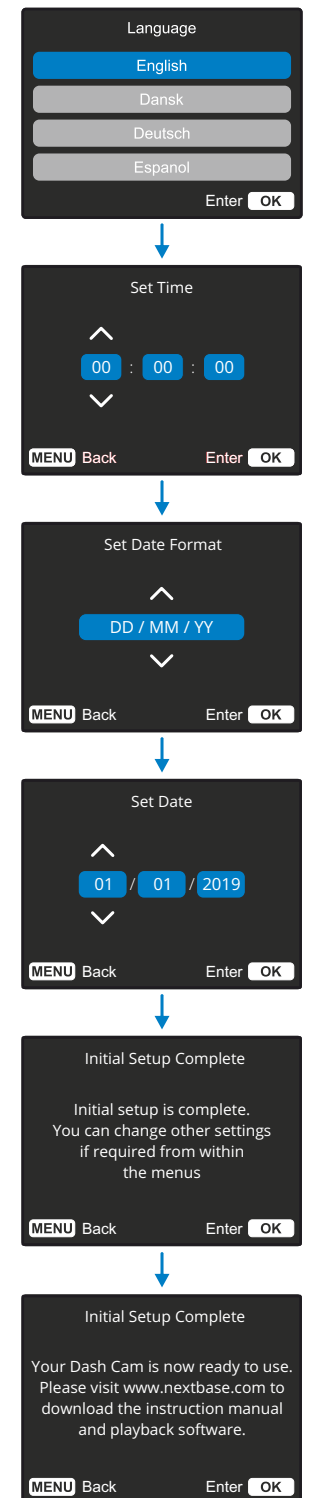 Language
English
Dansk
Deutsch
Espanol
Enter OK
Set Time
00 : 00 : 00
MENU Back Enter OK
Set Date Format
DD / MM / YY
MENU Back Enter OK
Set Date
01 / 01 / 2019
MENU Back Enter OK
Initial Setup Complete
Initial setup is complete.
You can change other settings
if required from within
the menus
MENU Back Enter OK
Initial Setup Complete
Your Dash Cam is now ready to use.
Please visit www.nextbase.com to
download the instruction manual
and playback software.
MENU Back Enter OK